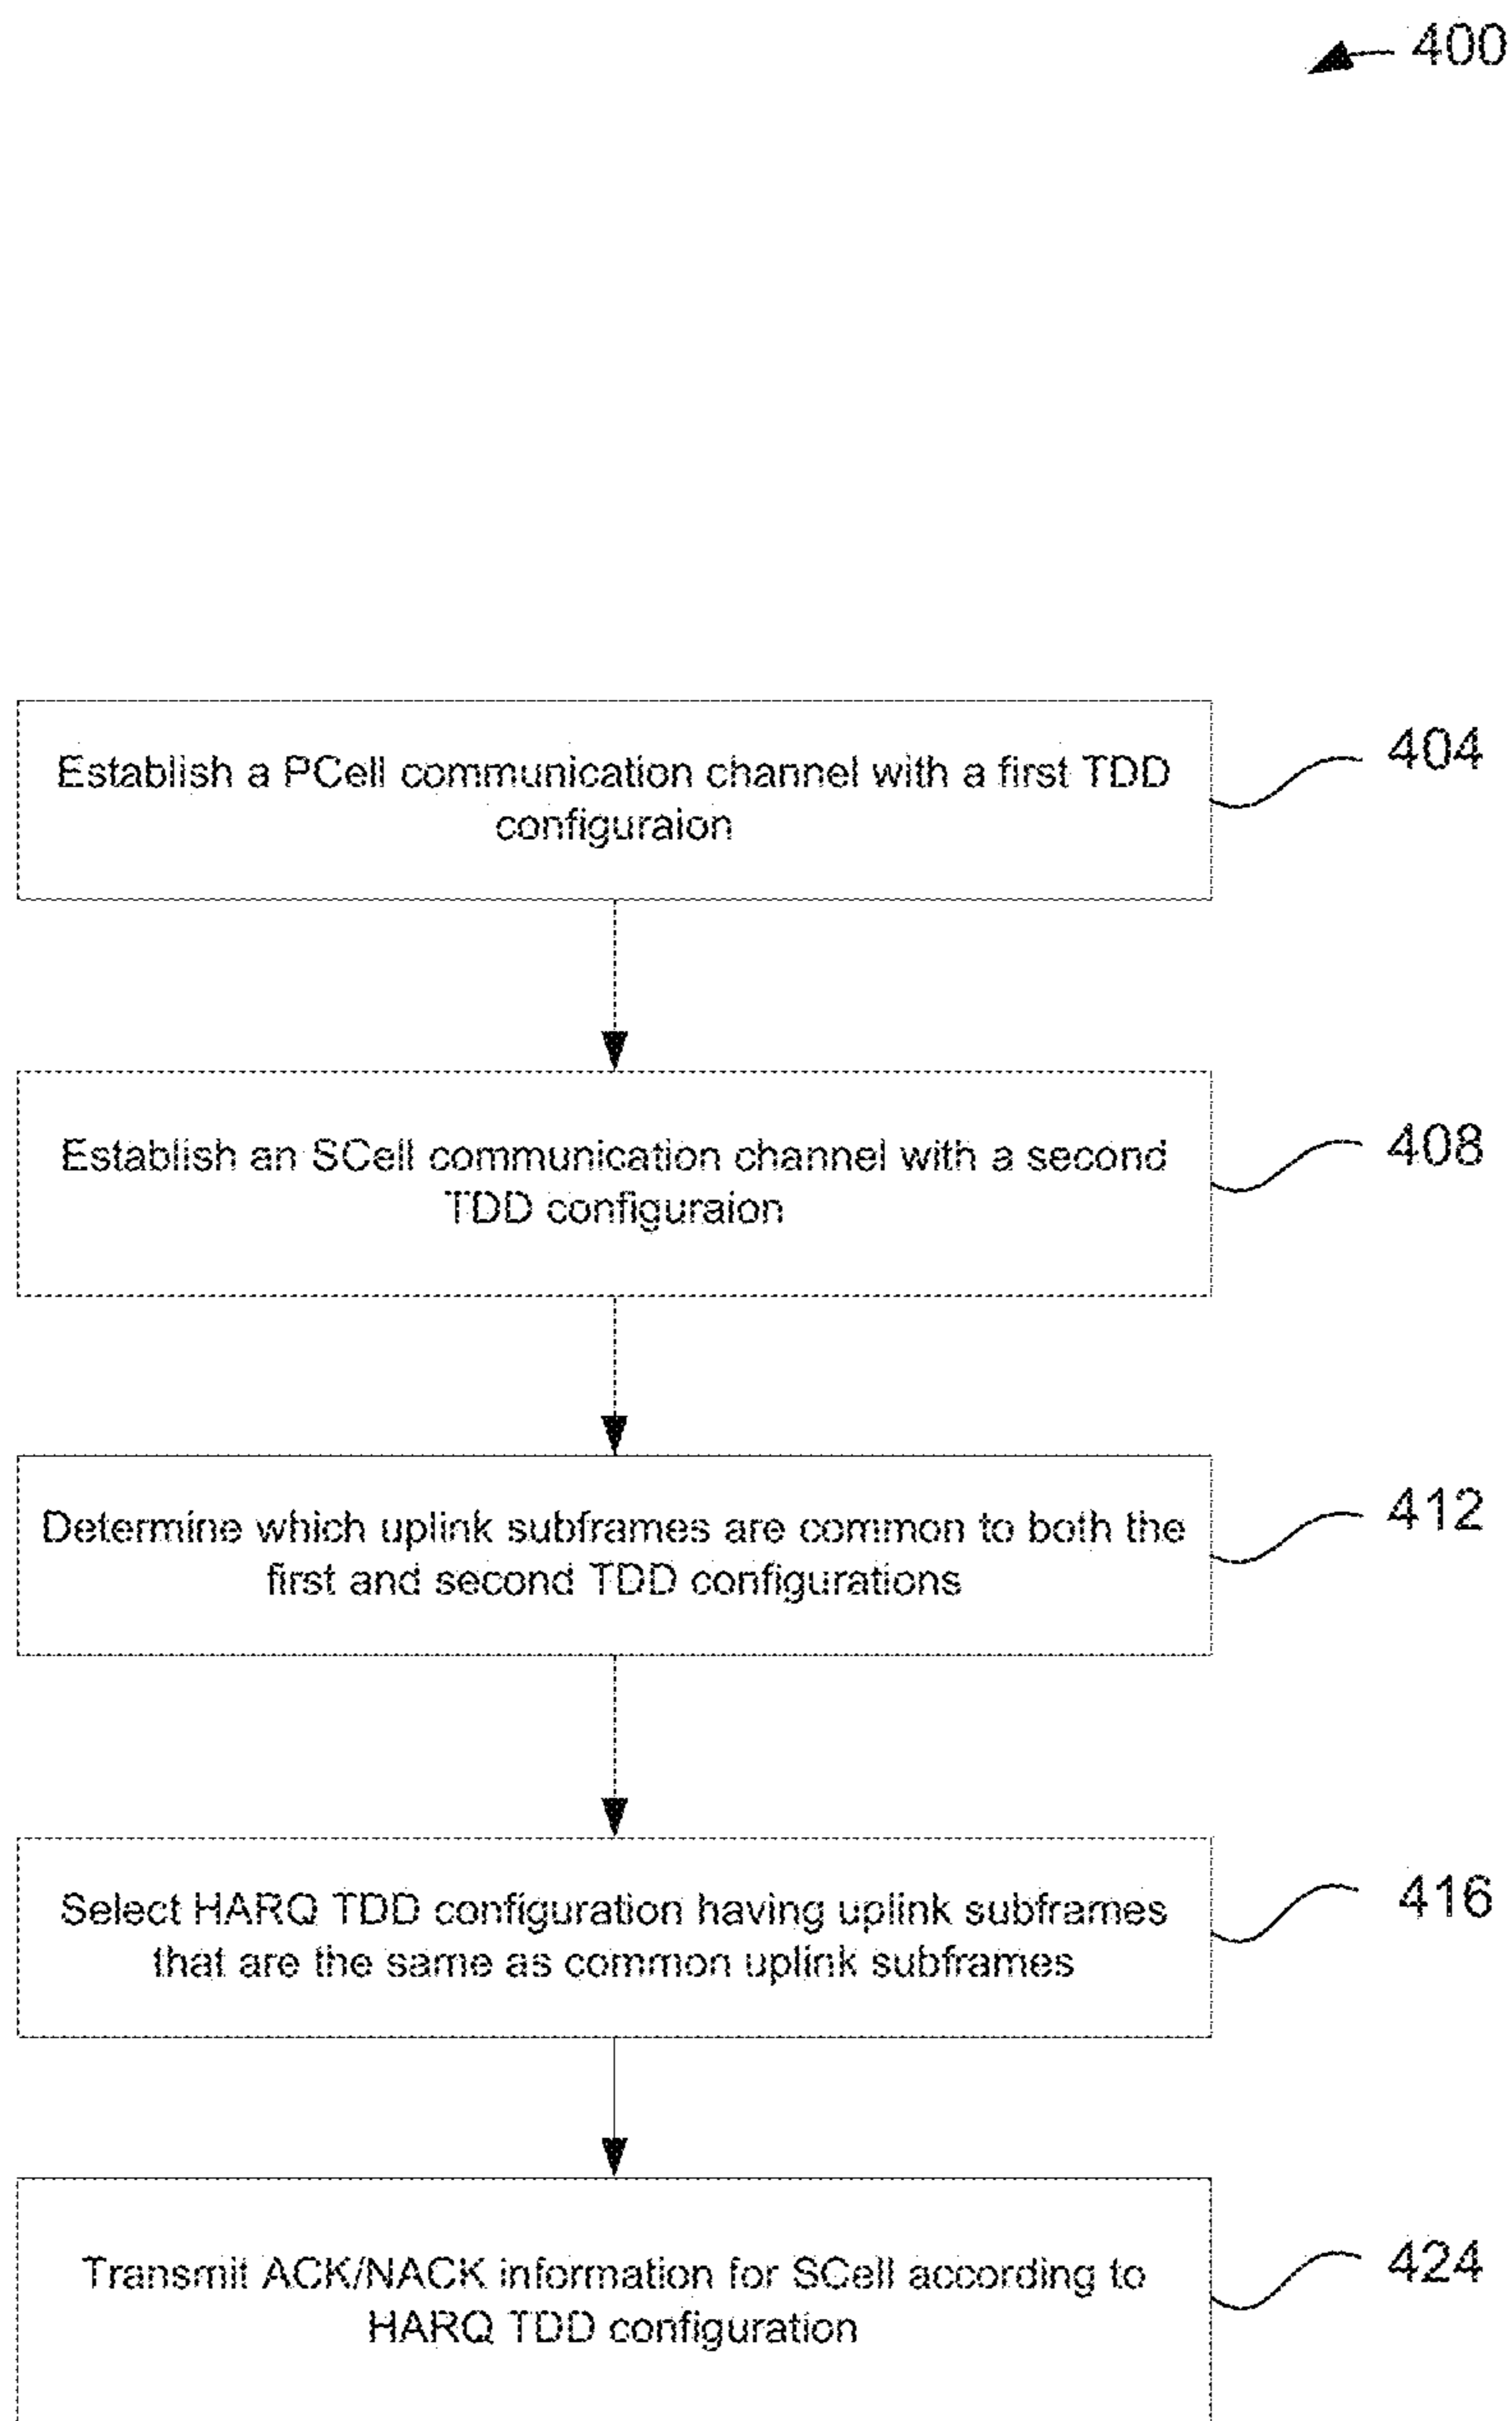 400
Establish a PCell communication channel with a first TDD
configuraion
404
Establish an SCell communication channel with a second
TDD configuraion
408
Determine which uplink subframes are common to both the
first and second TDD configurations
412
Select HARQ TDD configuration having uplink subframes
that are the same as common uplink subframes
416
Transmit ACK/NACK information for SCell according to
HARQ TDD configuration
424